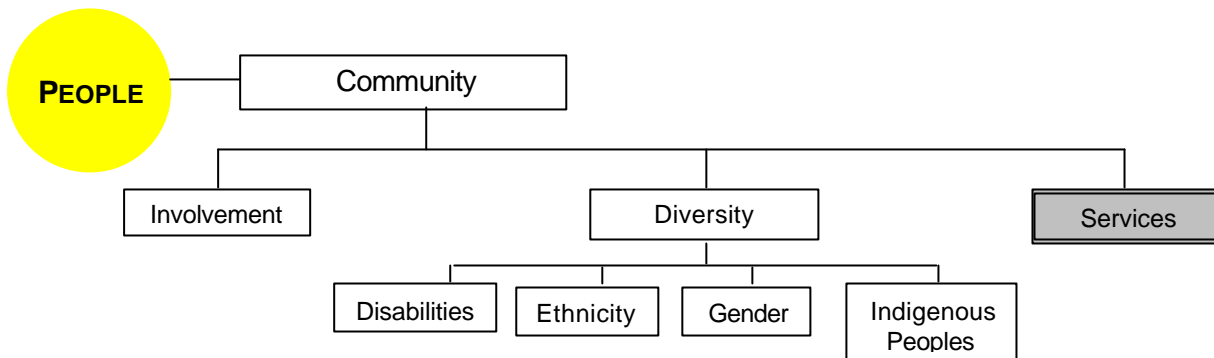 PEOPLE
Community
Involvement
Diversity
Services
Disabilities
Ethnicity
Gender
Indigenous
Peoples